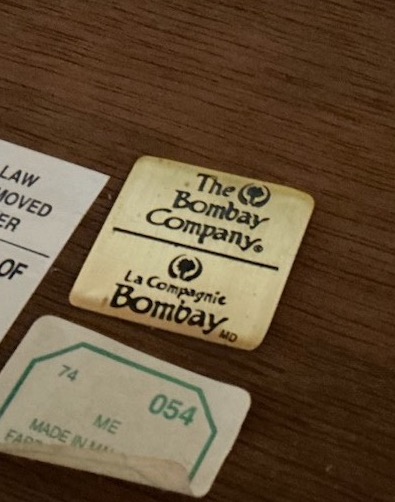 LAW
MOVED
ER
OF
The
Bombay
Company®
La Compagnie
Bombay MD
74
054
ME
MADE IN